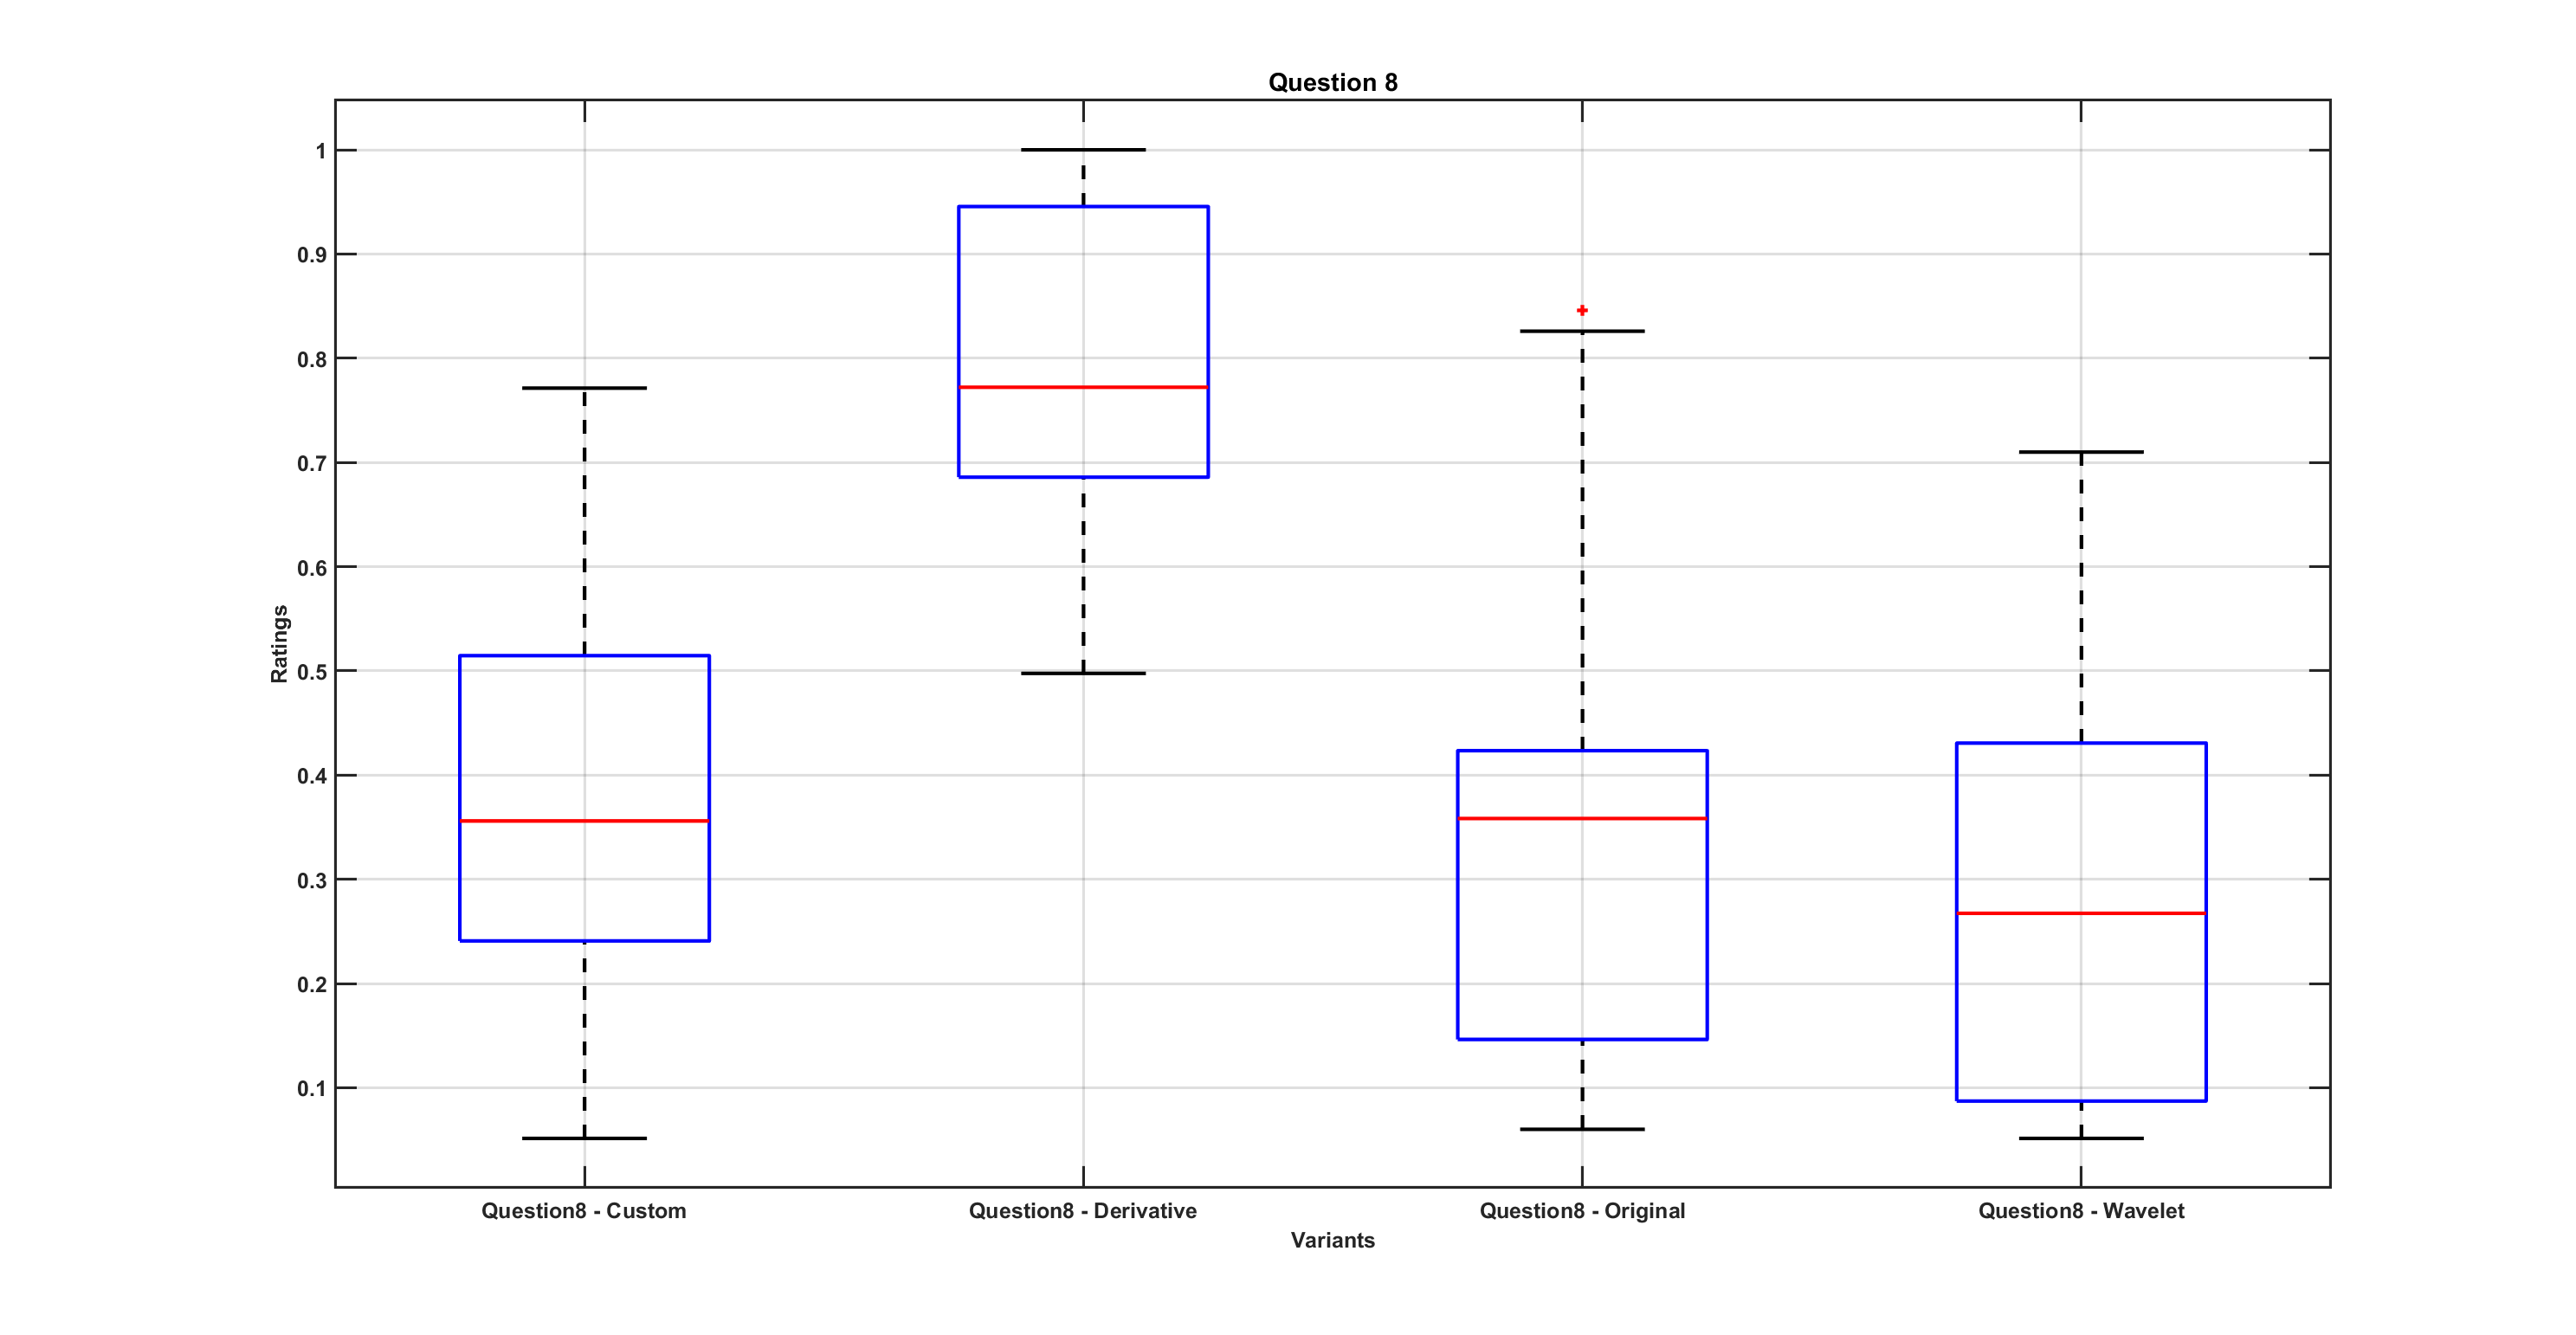 Question 8
1
0.9
0.8
0.7
0.6
0.5
0.4
0.3
0.2
0.1
Ratings
Question8 - Custom
Question8 - Derivative
Question8 - Original
Question8 - Wavelet
Variants